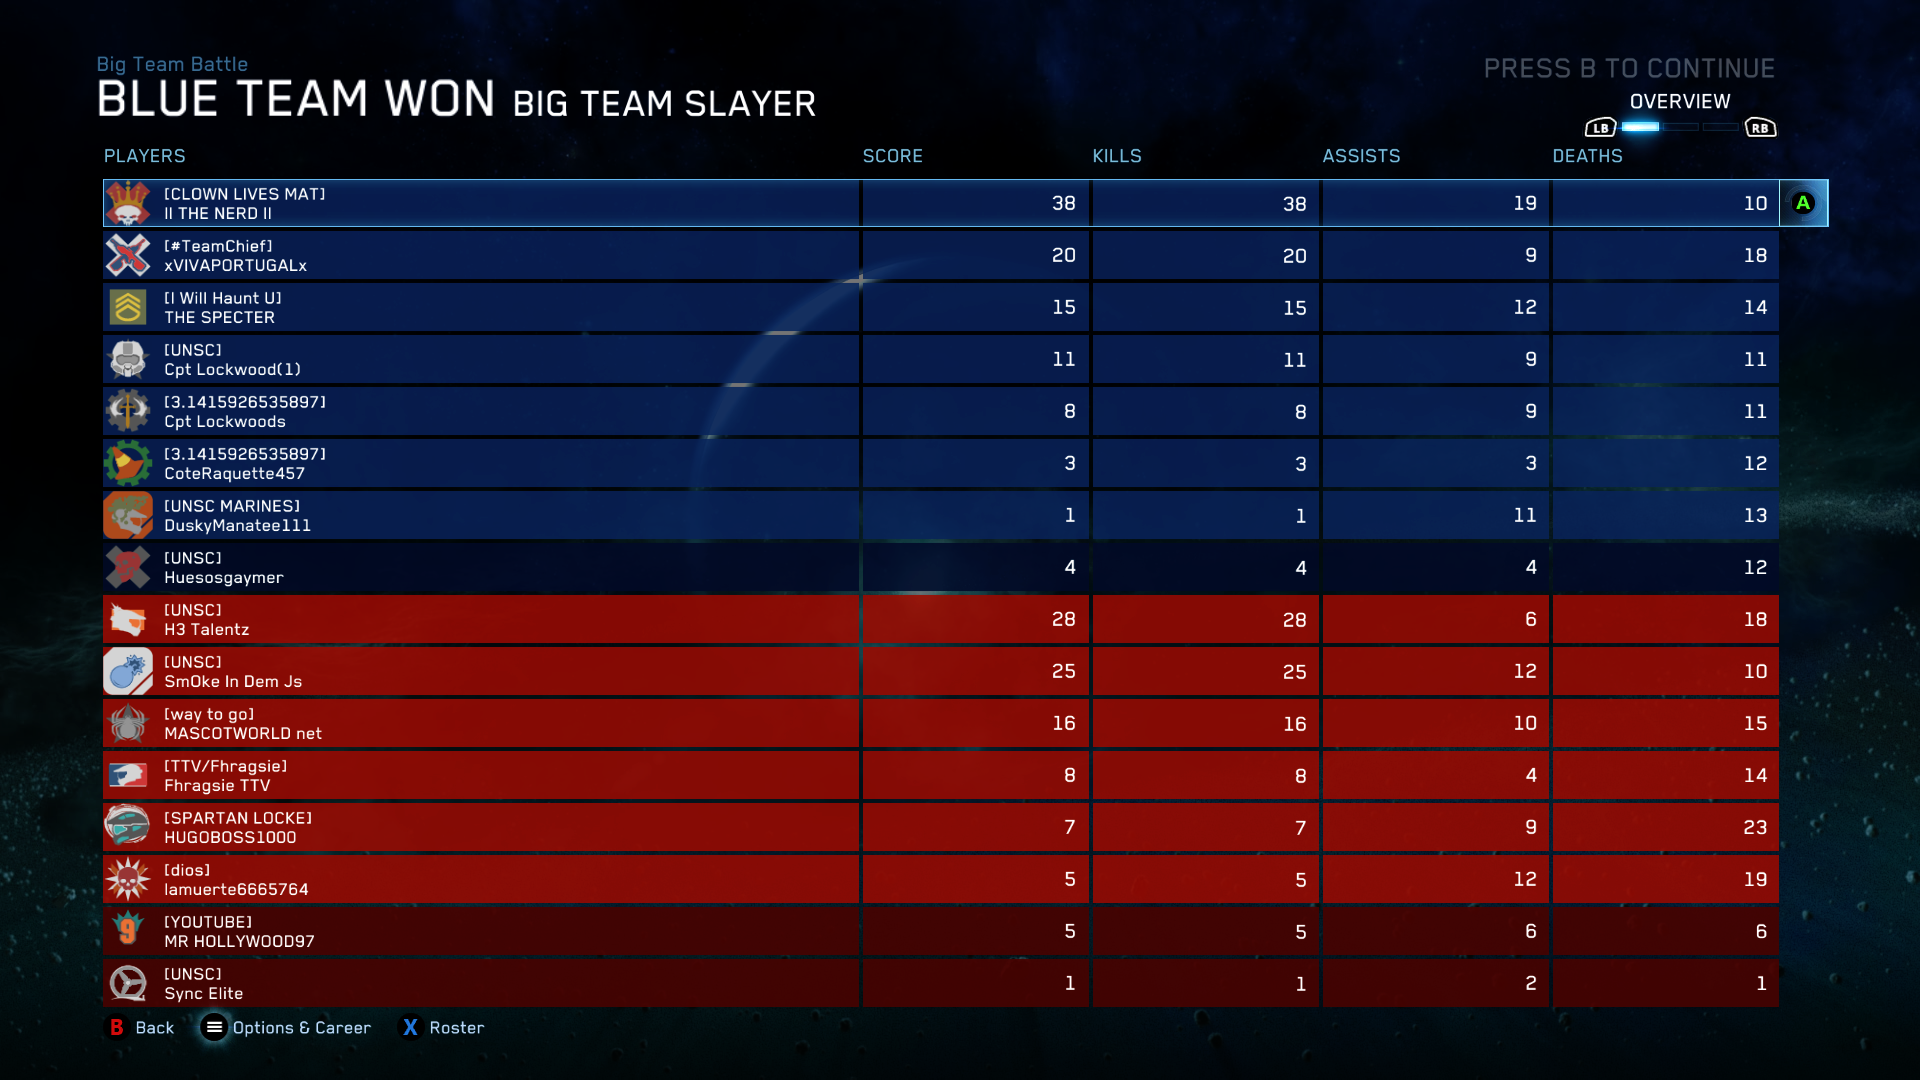 Big Team Battle
BLUE TEAM WON BIG TEAM SLAYER
PRESS B TO CONTINUE
OVERVIEW
LB RB
PLAYERS SCORE KILLS ASSISTS DEATHS
[CLOWN LIVES MAT]
II THE NERD II 38 38 19 10 A
[#TeamChief]
xVIVAPORTUGALx 20 20 9 18
[I Will Haunt U]
THE SPECTER 15 15 12 14
[UNSC]
Cpt Lockwood(1) 11 11 9 11
[3.1415926535897]
Cpt Lockwoods 8 8 9 11
[3.1415926535897]
CoteRaquette457 3 3 3 12
[UNSC MARINES]
DuskyManatee111 1 1 11 13
[UNSC]
Huesosgaymer 4 4 4 12
[UNSC]
H3 Talentz 28 28 6 18
[UNSC]
SmOke In Dem Js 25 25 12 10
[way to go]
MASCOTWORLD net 16 16 10 15
[TTV/Fhragsie]
Fhragsie TTV 8 8 4 14
[SPARTAN LOCKE]
HUGOBOSS1000 7 7 9 23
[dios]
lamuerte6665764 5 5 12 19
9
[YOUTUBE]
MR HOLLYWOOD97 5 5 6 6
[UNSC]
Sync Elite 1 1 2 1
B Back Options & Career X Roster